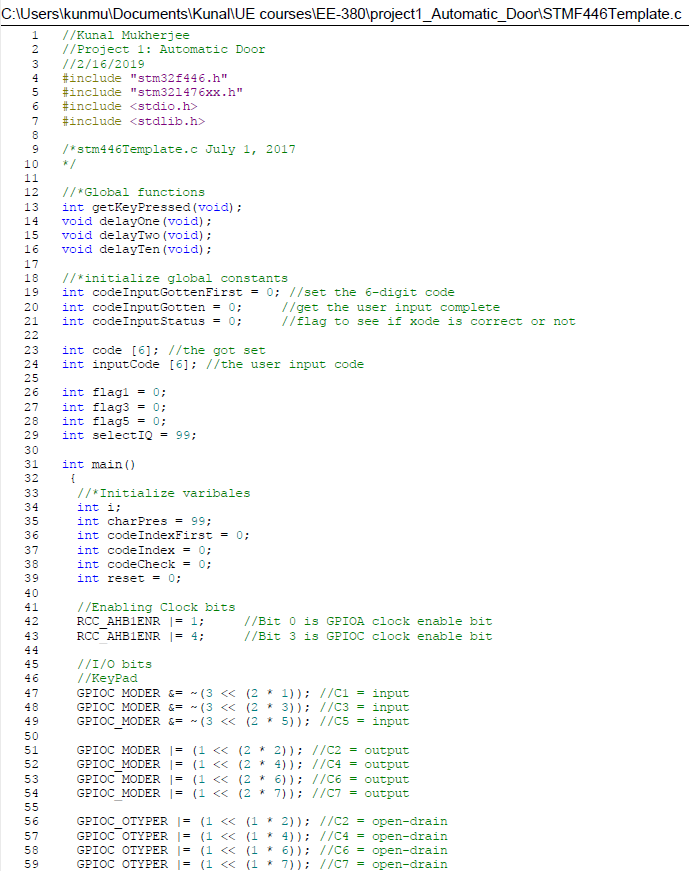 C:\Users\kunmu\Documents\Kunal\UE courses\EE-380\project1_Automatic_Door\STMF446Template.c
1 //Kunal Mukherjee
2 //Project 1: Automatic Door
3 //2/16/2019
4 #include "stm32f446.h"
5 #include "stm32l476xx.h"
6 #include <stdio.h>
7 #include <stdlib.h>
8
9 /*stm446Template.c July 1, 2017
10 */
11
12 //*Global functions
13 int getKeyPressed(void);
14 void delayOne(void);
15 void delayTwo(void);
16 void delayTen(void);
17
18 //*initialize global constants
19 int codeInputGottenFirst = 0; //set the 6-digit code
20 int codeInputGotten = 0; //get the user input complete
21 int codeInputStatus = 0; //flag to see if xode is correct or not
22
23 int code [6]; //the got set
24 int inputCode [6]; //the user input code
25
26 int flag1 = 0;
27 int flag3 = 0;
28 int flag5 = 0;
29 int selectIQ = 99;
30
31 int main()
32 {
33 //*Initialize varibales
34 int i;
35 int charPres = 99;
36 int codeIndexFirst = 0;
37 int codeIndex = 0;
38 int codeCheck = 0;
39 int reset = 0;
40
41 //Enabling Clock bits
42 RCC_AHB1ENR |= 1; //Bit 0 is GPIOA clock enable bit
43 RCC_AHB1ENR |= 4; //Bit 3 is GPIOC clock enable bit
44
45 //I/O bits
46 //KeyPad
47 GPIOC_MODER &= ~(3 << (2 * 1)); //C1 = input
48 GPIOC_MODER &= ~(3 << (2 * 3)); //C3 = input
49 GPIOC_MODER &= ~(3 << (2 * 5)); //C5 = input
50
51 GPIOC_MODER |= (1 << (2 * 2)); //C2 = output
52 GPIOC_MODER |= (1 << (2 * 4)); //C4 = output
53 GPIOC_MODER |= (1 << (2 * 6)); //C6 = output
54 GPIOC_MODER |= (1 << (2 * 7)); //C7 = output
55
56 GPIOC_OTYPER |= (1 << (1 * 2)); //C2 = open-drain
57 GPIOC_OTYPER |= (1 << (1 * 4)); //C4 = open-drain
58 GPIOC_OTYPER |= (1 << (1 * 6)); //C6 = open-drain
59 GPIOC_OTYPER |= (1 << (1 * 7)); //C7 = open-drain